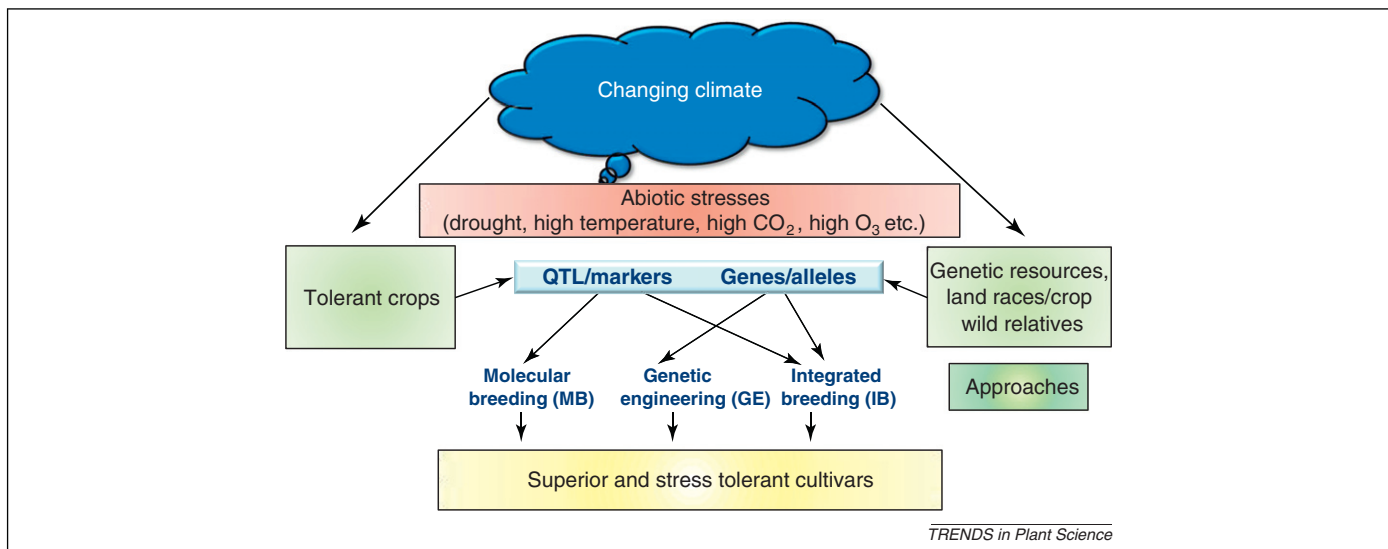 Changing climate
Abiotic stresses
(drought, high temperature, high CO2, high O3 etc.)
Tolerant crops
QTL/markers Genes/alleles
Genetic resources,
land races/crop
wild relatives
Molecular
breeding (MB)
Genetic
engineering (GE)
Integrated
breeding (IB)
Approaches
Superior and stress tolerant cultivars
TRENDS in Plant Science